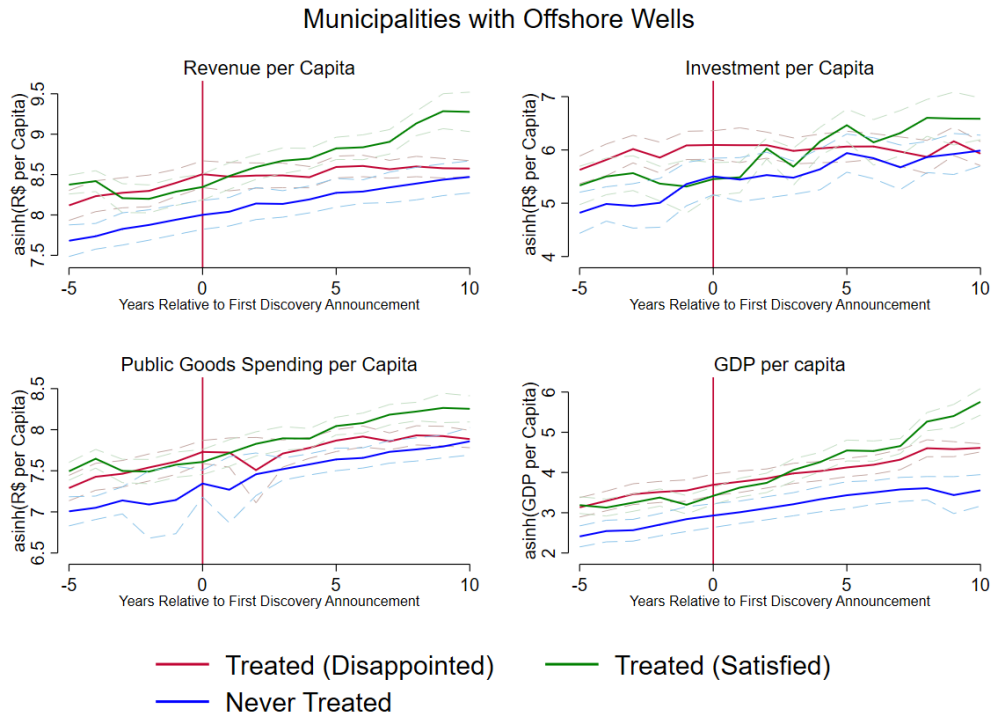 Municipalities with Offshore Wells
Revenue per Capita
asinh(R$ per Capita)
9.5
9
8.5
8
7.5
-5 0 5 10
Years Relative to First Discovery Announcement
Investment per Capita
asinh(R$ per Capita)
7
6
5
4
-5 0 5 10
Years Relative to First Discovery Announcement
Public Goods Spending per Capita
asinh(R$ per Capita)
8.5
8
7.5
7
6.5
-5 0 5 10
Years Relative to First Discovery Announcement
GDP per capita
asinh(GDP per Capita)
6
5
4
3
2
-5 0 5 10
Years Relative to First Discovery Announcement
Treated (Disappointed)
Treated (Satisfied)
Never Treated